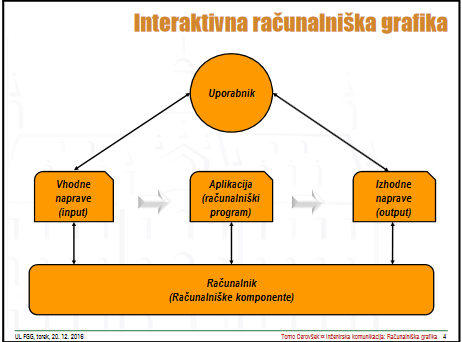 Interaktivna računalniška grafika
Uporabnik
Vhodne
naprave
(input)
Aplikacija
(računalniški
program)
Izhodne
naprave
(output)
Računalnik
(Računalniške komponente)
UL FGG, torek, 20. 12. 2016
Tomo Cerovšek ¤ Inženirska komunikacija: Računalniška grafika 4